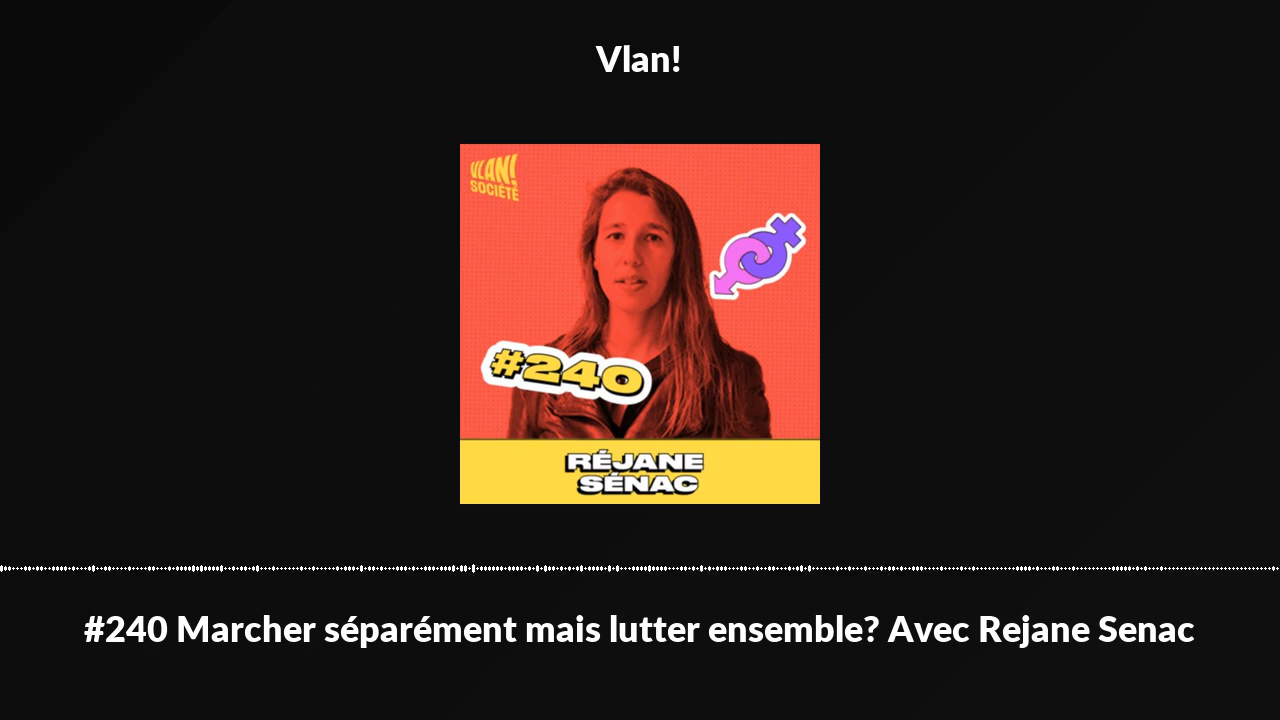 Vlan!
VLAN!
SOCIÉTÉ
#240
RÉJANE
SÉNAC
#240 Marcher séparément mais lutter ensemble? Avec Rejane Senac